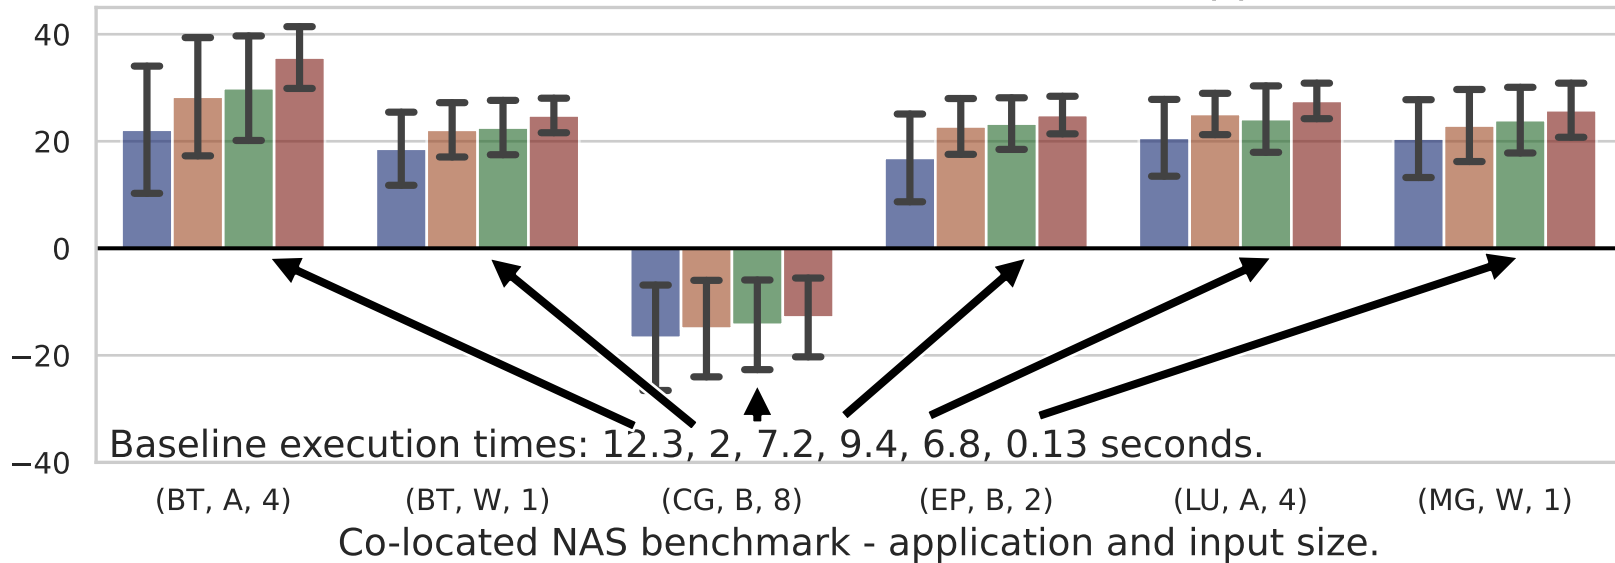 40
20
0
−20
−40
Baseline execution times: 12.3, 2, 7.2, 9.4, 6.8, 0.13 seconds.
(BT, A, 4) (BT, W, 1) (CG, B, 8) (EP, B, 2) (LU, A, 4) (MG, W, 1)
Co-located NAS benchmark - application and input size.